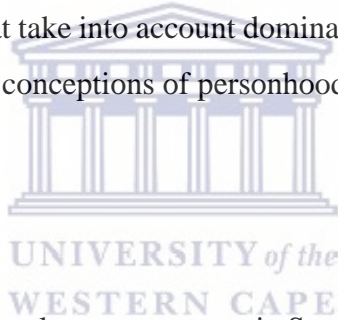 t take into account domina
conceptions of personhood
UNIVERSITY of the
WESTERN CAPE